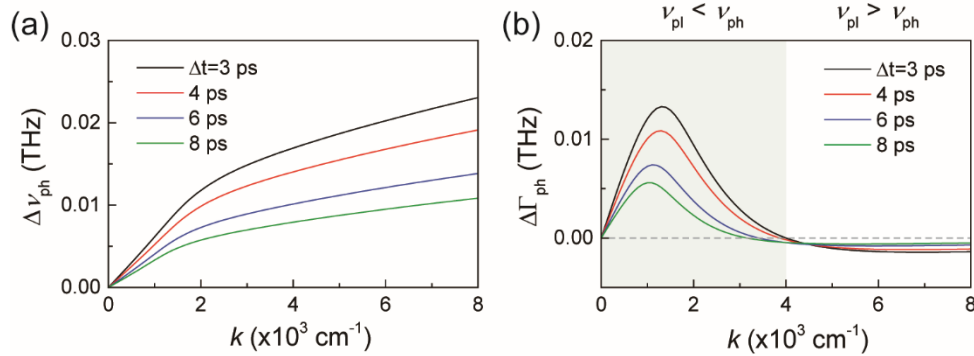 (a)
0.03
0.02
0.01
0.00
Δν_ph (THz)
Δt=3 ps
4 ps
6 ps
8 ps
0 2 4 6 8
k (x10³ cm⁻¹)
(b)
ν_pl < ν_ph ν_pl > ν_ph
0.02
0.01
0.00
ΔΓ_ph (THz)
Δt=3 ps
4 ps
6 ps
8 ps
0 2 4 6 8
k (x10³ cm⁻¹)